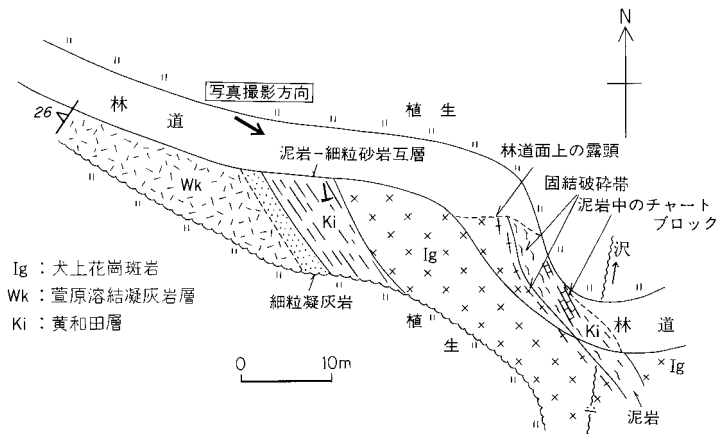 N
写真撮影方向
植
生
26
林
道
林道面上の露頭
泥岩-細粒砂岩互層
固結破砕帯
泥岩中のチャート
ブロック
Wk
Ki
Ig
沢
Ig : 犬上花崗斑岩
細粒凝灰岩
Wk : 萱原溶結凝灰岩層
植
生
Ki
林
道
Ki : 黄和田層
Ig
0
10m
泥岩